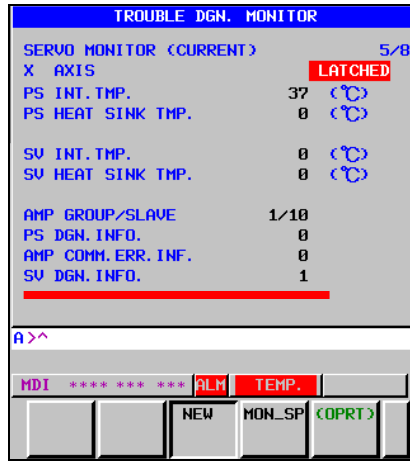 TROUBLE DGN. MONITOR
SERVO MONITOR (CURRENT) 5/8
X AXIS LATCHED
PS INT.TMP. 37 (℃)
PS HEAT SINK TMP. 0 (℃)
SV INT.TMP. 0 (℃)
SV HEAT SINK TMP. 0 (℃)
AMP GROUP/SLAVE 1/10
PS DGN.INFO. 0
AMP COMM.ERR.INF. 0
SV DGN.INFO. 1
A>^
MDI **** *** *** ALM TEMP.
NEW MON_SP (OPRT)